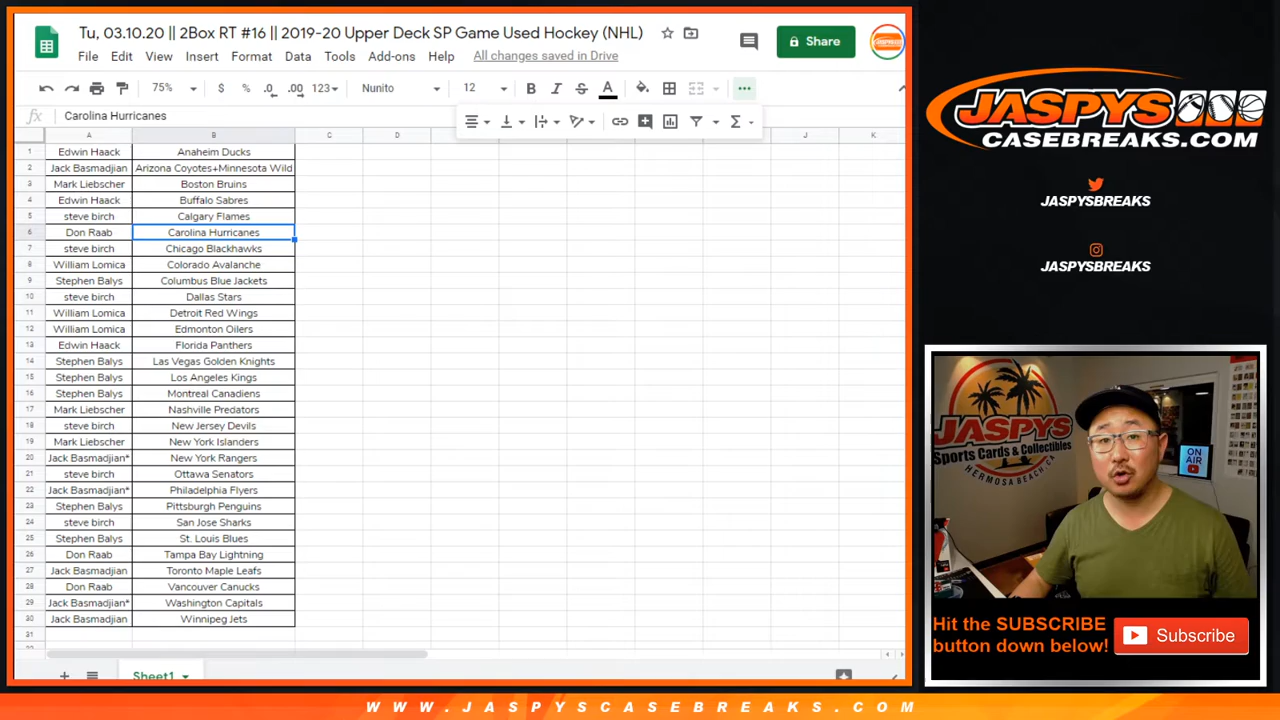 Tu, 03.10.20 || 2Box RT #16 || 2019-20 Upper Deck SP Game Used Hockey (NHL)
File Edit View Insert Format Data Tools Add-ons Help All changes saved in Drive
Share
75% $ % .0 .00 123 Nunito 12 B I S A
fx Carolina Hurricanes
A B C D J K
1 Edwin Haack Anaheim Ducks
2 Jack Basmadjian Arizona Coyotes+Minnesota Wild
3 Mark Liebscher Boston Bruins
4 Edwin Haack Buffalo Sabres
5 steve birch Calgary Flames
6 Don Raab Carolina Hurricanes
7 steve birch Chicago Blackhawks
8 William Lomica Colorado Avalanche
9 Stephen Balys Columbus Blue Jackets
10 steve birch Dallas Stars
11 William Lomica Detroit Red Wings
12 William Lomica Edmonton Oilers
13 Edwin Haack Florida Panthers
14 Stephen Balys Las Vegas Golden Knights
15 Stephen Balys Los Angeles Kings
16 Stephen Balys Montreal Canadiens
17 Mark Liebscher Nashville Predators
18 steve birch New Jersey Devils
19 Mark Liebscher New York Islanders
20 Jack Basmadjian* New York Rangers
21 steve birch Ottawa Senators
22 Jack Basmadjian* Philadelphia Flyers
23 Stephen Balys Pittsburgh Penguins
24 steve birch San Jose Sharks
25 Stephen Balys St. Louis Blues
26 Don Raab Tampa Bay Lightning
27 Jack Basmadjian Toronto Maple Leafs
28 Don Raab Vancouver Canucks
29 Jack Basmadjian* Washington Capitals
30 Jack Basmadjian Winnipeg Jets
31
Sheet1
JASPYS
CASEBREAKS.COM
JASPYSBREAKS
JASPYSBREAKS
JASPYS
Sports Cards & Collectibles
HERMOSA BEACH, CA
ON AIR
Hit the SUBSCRIBE
button down below!
Subscribe
WWW.JASPYSCASEBREAKS.COM